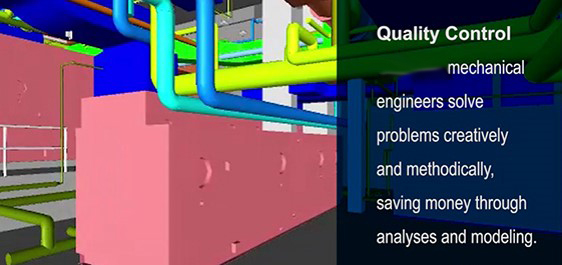 Quality Control
mechanical
engineers solve
problems creatively
and methodically,
saving money through
analyses and modeling.